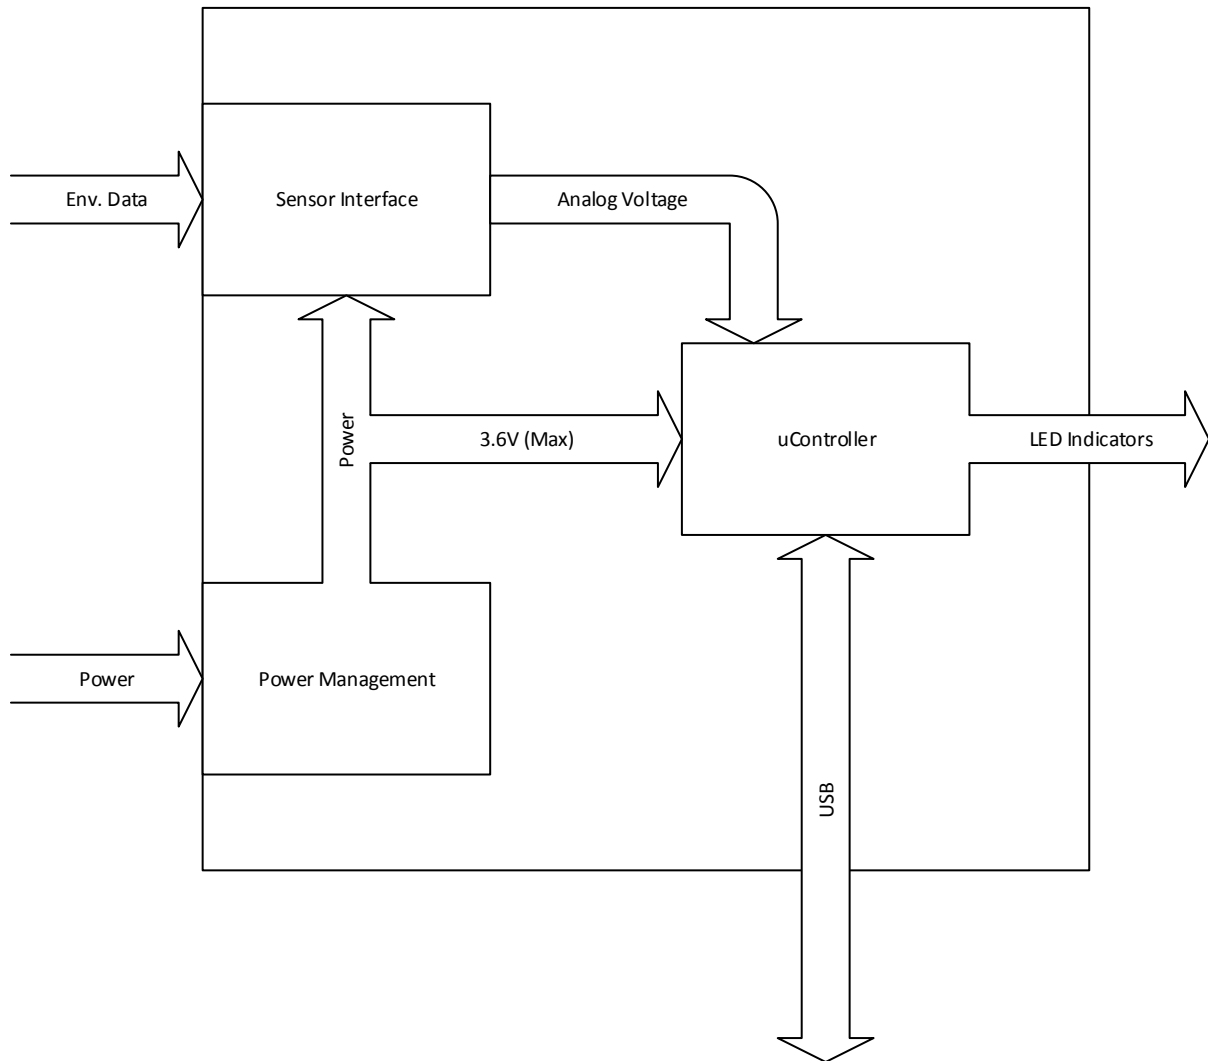 Env. Data
Sensor Interface
Analog Voltage
Power
3.6V (Max)
uController
LED Indicators
Power
Power Management
USB